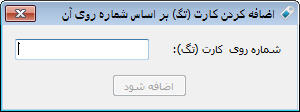 اضافه کردن کارت (تگ) بر اساس شماره روی آن
شماره روی کارت (تگ):
اضافه شود